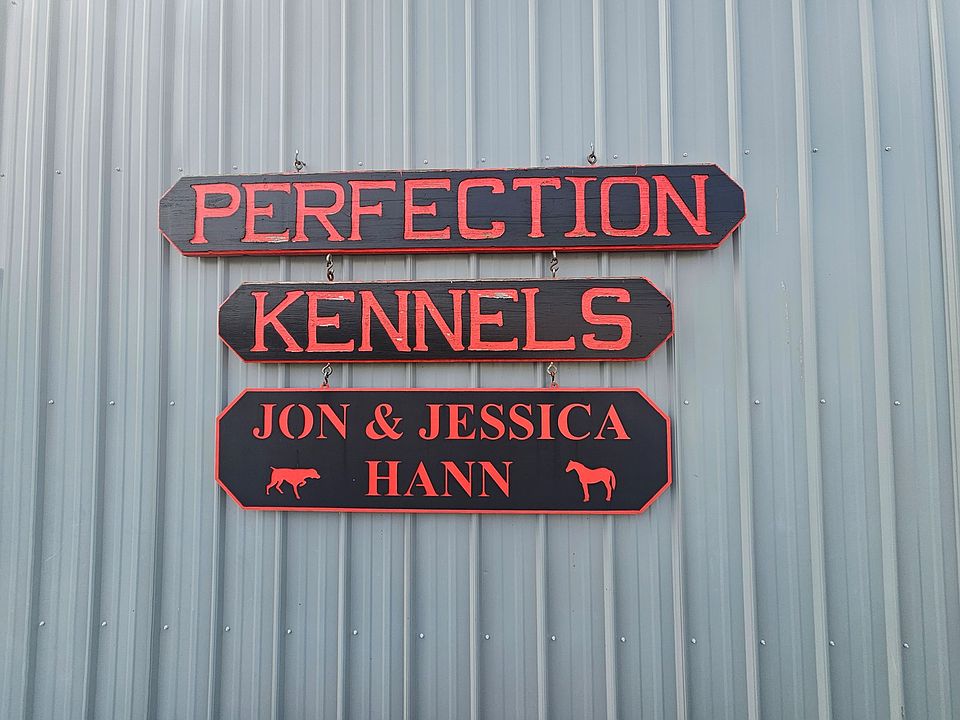 PERFECTION
KENNELS
JON & JESSICA
HANN